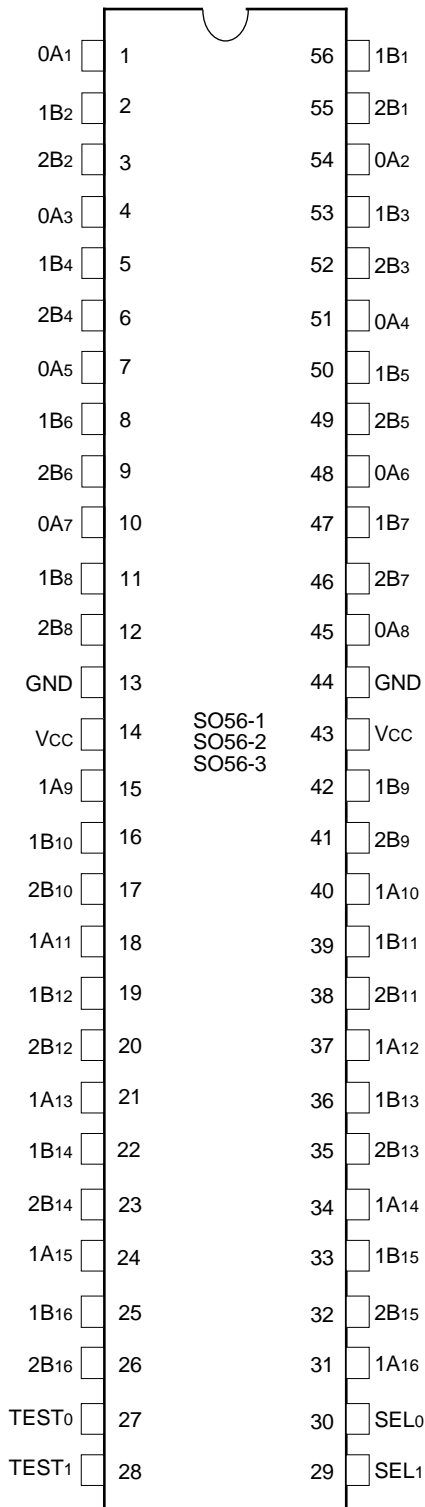 0A1 1 56 1B1
1B2 2 55 2B1
2B2 3 54 0A2
0A3 4 53 1B3
1B4 5 52 2B3
2B4 6 51 0A4
0A5 7 50 1B5
1B6 8 49 2B5
2B6 9 48 0A6
0A7 10 47 1B7
1B8 11 46 2B7
2B8 12 45 0A8
GND 13 44 GND
SO56-1
VCC 14 SO56-2 43 VCC
SO56-3
1A9 15 42 1B9
1B10 16 41 2B9
2B10 17 40 1A10
1A11 18 39 1B11
1B12 19 38 2B11
2B12 20 37 1A12
1A13 21 36 1B13
1B14 22 35 2B13
2B14 23 34 1A14
1A15 24 33 1B15
1B16 25 32 2B15
2B16 26 31 1A16
TEST0 27 30 SEL0
TEST1 28 29 SEL1